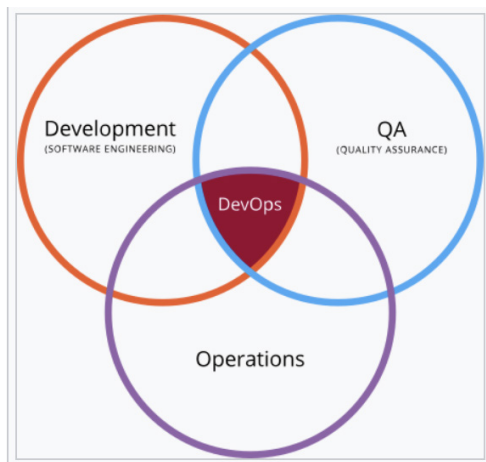 Development
(SOFTWARE ENGINEERING)
QA
(QUALITY ASSURANCE)
DevOps
Operations